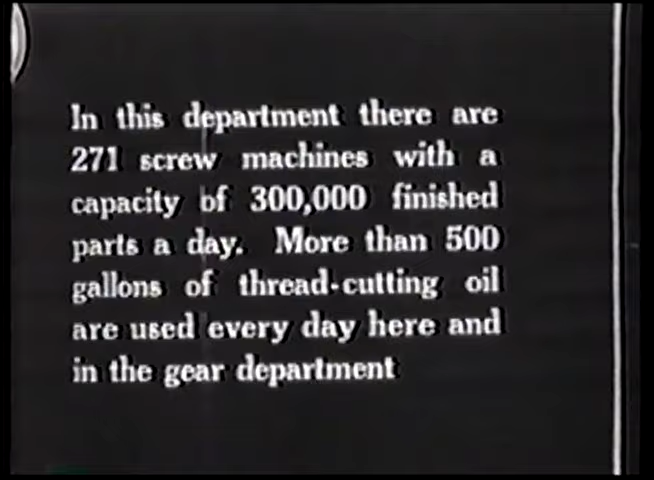 In this department there are
271 screw machines with a
capacity of 300,000 finished
parts a day. More than 500
gallons of thread-cutting oil
are used every day here and
in the gear department